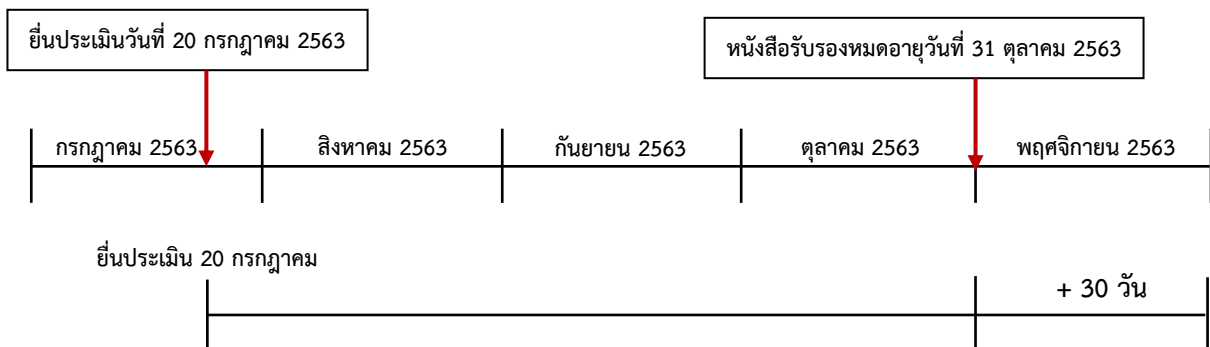 ยื่นประเมินวันที่ 20 กรกฎาคม 2563
หนังสือรับรองหมดอายุวันที่ 31 ตุลาคม 2563
กรกฎาคม 2563
สิงหาคม 2563
กันยายน 2563
ตุลาคม 2563
พฤศจิกายน 2563
ยื่นประเมิน 20 กรกฎาคม
+ 30 วัน